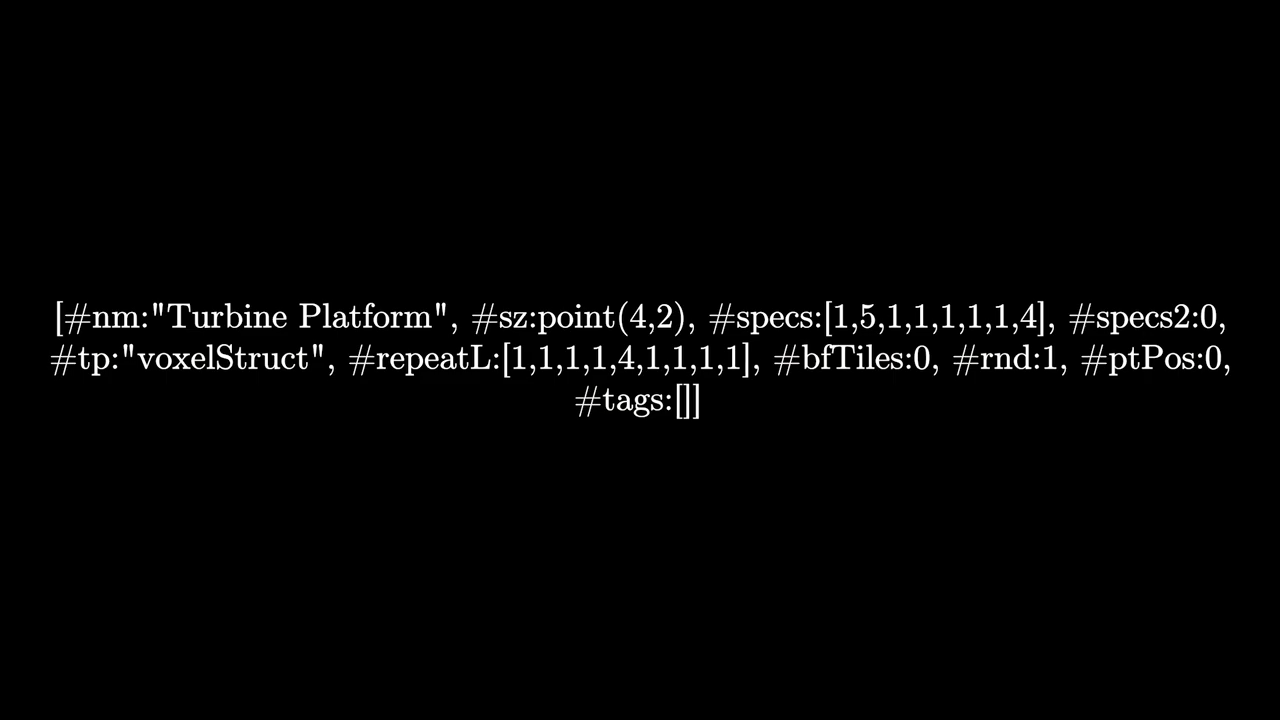 [#nm:"Turbine Platform", #sz:point(4,2), #specs:[1,5,1,1,1,1,1,4], #specs2:0,
#tp:"voxelStruct", #repeatL:[1,1,1,1,4,1,1,1,1], #bfTiles:0, #rnd:1, #ptPos:0,
#tags:[]]